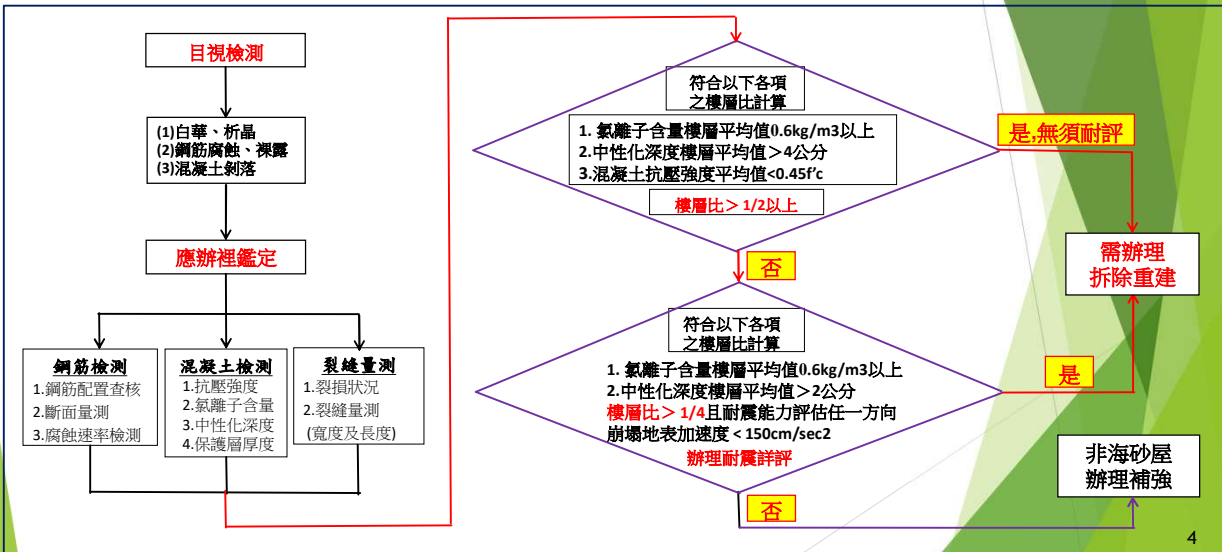 目視檢測
(1)白華、析晶
(2)鋼筋腐蝕、裸露
(3)混凝土剝落
應辦裡鑑定
鋼筋檢測
1.鋼筋配置查核
2.斷面量測
3.腐蝕速率檢測
混凝土檢測
1.抗壓強度
2.氯離子含量
3.中性化深度
4.保護層厚度
裂縫量測
1.裂損狀況
2.裂縫量測
(寬度及長度)
符合以下各項
之樓層比計算
1. 氯離子含量樓層平均值0.6kg/m3以上
2.中性化深度樓層平均值＞4公分
3.混凝土抗壓強度平均值<0.45f'c
樓層比＞1/2以上
是,無須耐評
否
需辦理
拆除重建
符合以下各項
之樓層比計算
1. 氯離子含量樓層平均值0.6kg/m3以上
2.中性化深度樓層平均值＞2公分
樓層比＞1/4且耐震能力評估任一方向
崩塌地表加速度＜150cm/sec2
辦理耐震詳評
是
否
非海砂屋
辦理補強
4